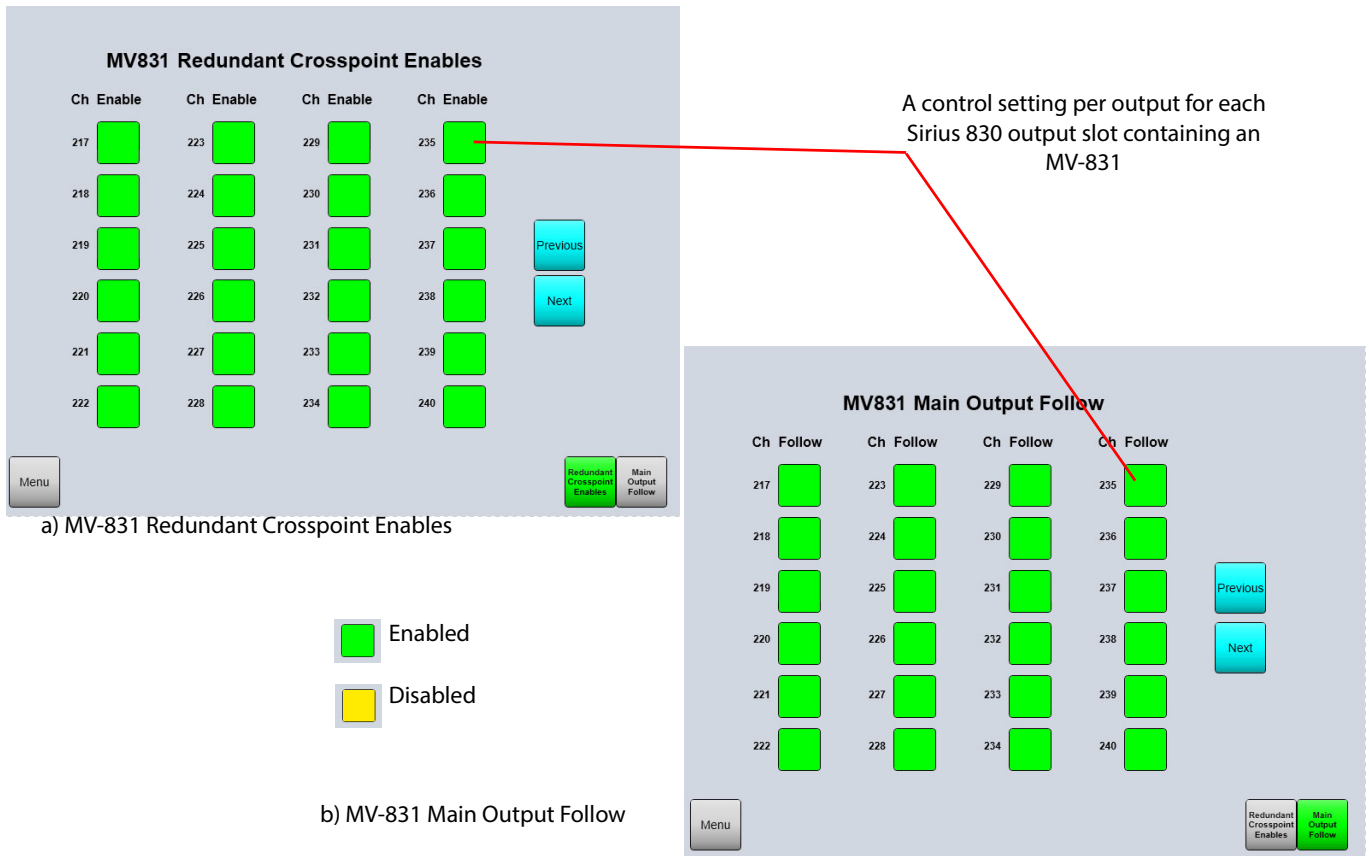 MV831 Redundant Crosspoint Enables
Ch Enable Ch Enable Ch Enable Ch Enable
217 223 229 235
218 224 230 236
219 225 231 237
220 226 232 238
221 227 233 239
222 228 234 240
Previous
Next
Menu
Redundant
Crosspoint
Enables
Main
Output
Follow
a) MV-831 Redundant Crosspoint Enables
A control setting per output for each
Sirius 830 output slot containing an
MV-831
Enabled
Disabled
b) MV-831 Main Output Follow
MV831 Main Output Follow
Ch Follow Ch Follow Ch Follow Ch Follow
217 223 229 235
218 224 230 236
219 225 231 237
220 226 232 238
221 227 233 239
222 228 234 240
Previous
Next
Menu
Redundant
Crosspoint
Enables
Main
Output
Follow